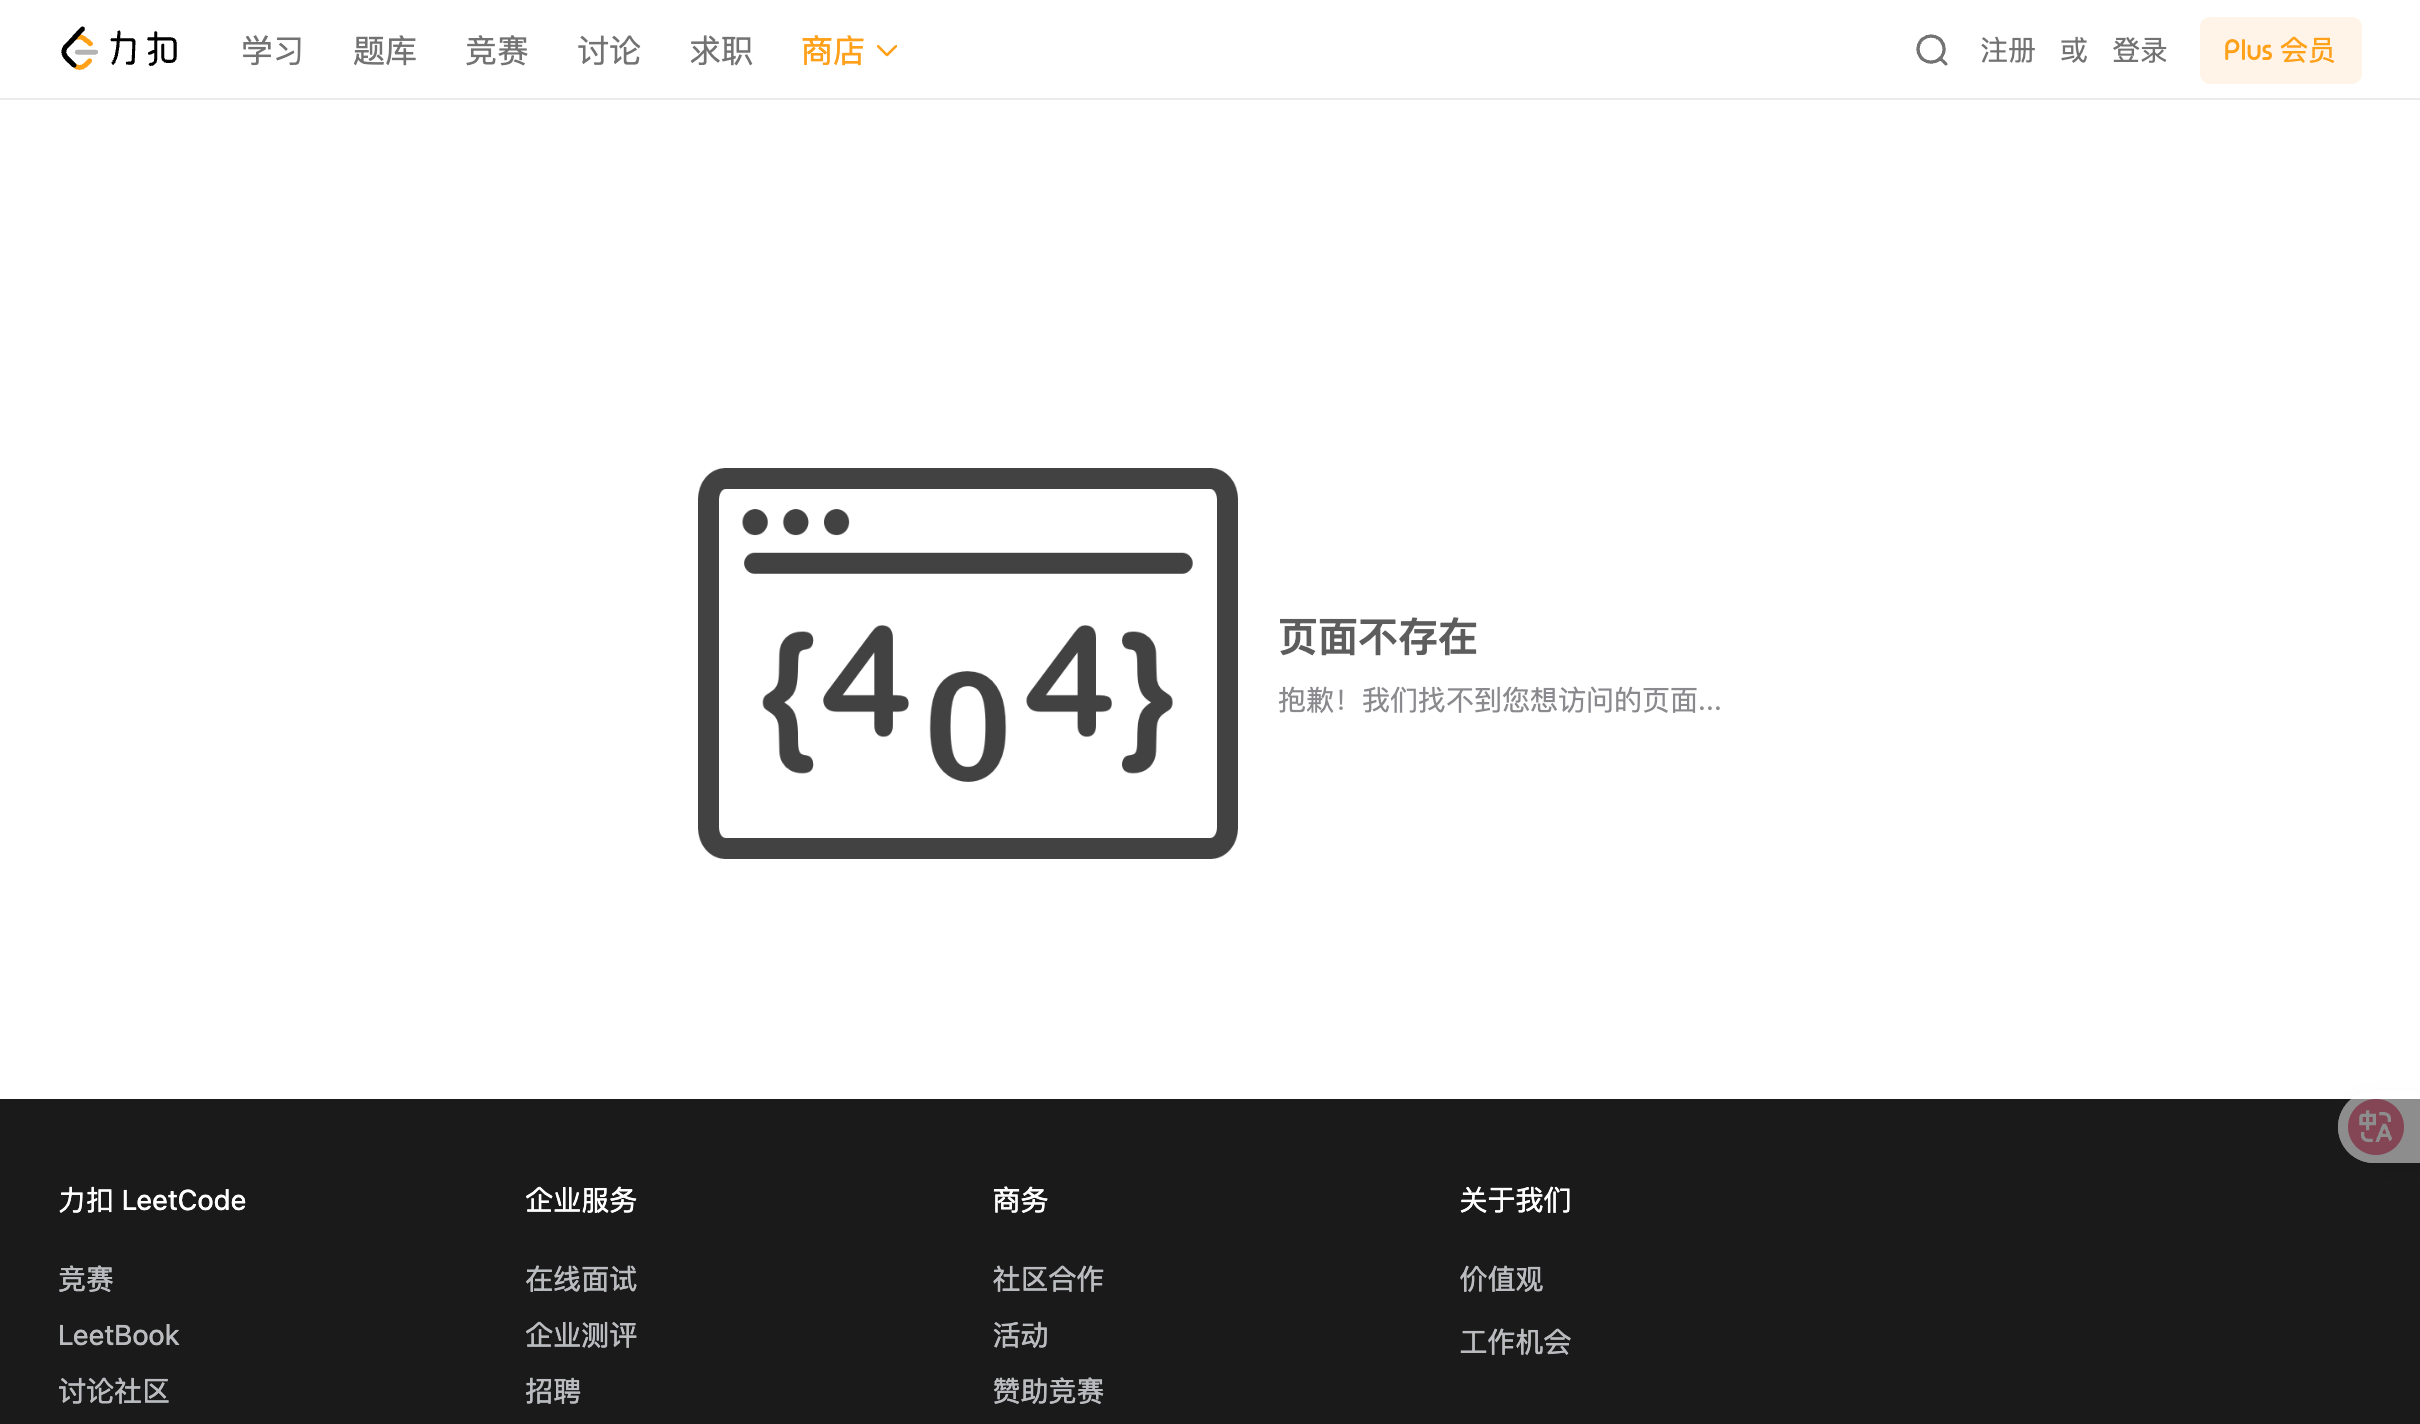 力扣 学习 题库 竞赛 讨论 求职 商店 注册 或 登录 Plus 会员
{404}
页面不存在
抱歉！我们找不到您想访问的页面...
中A
力扣 LeetCode 企业服务 商务 关于我们
竞赛 在线面试 社区合作 价值观
LeetBook 企业测评 活动 工作机会
讨论社区 招聘 赞助竞赛